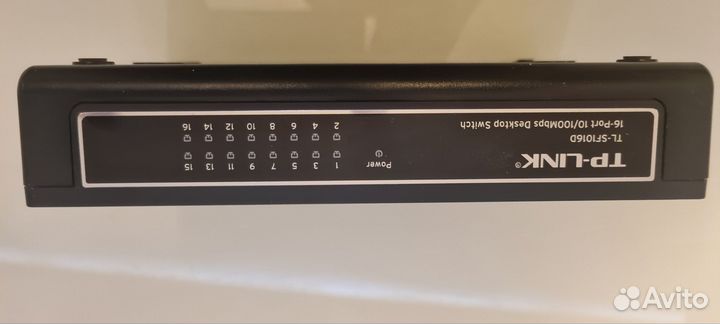 TP-LINK®
TL-SF1016D
16-Port 10/100Mbps Desktop Switch
Power
1 3 5 7 9 11 13 15
2 4 6 8 10 12 14 16
Avito